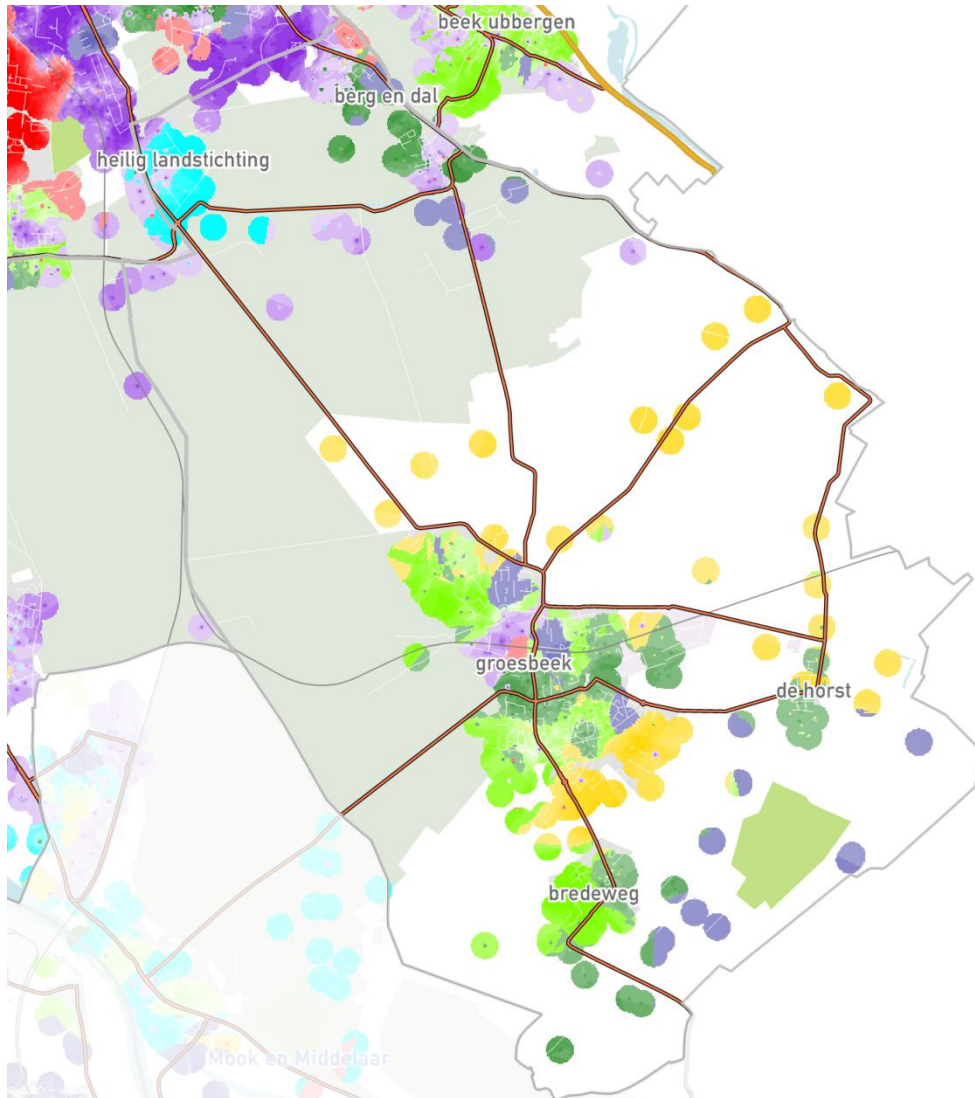 beek ubbergen
berg en dal
heilig landstichting
groesbeek
de horst
bredeweg
Mook en Middelaar